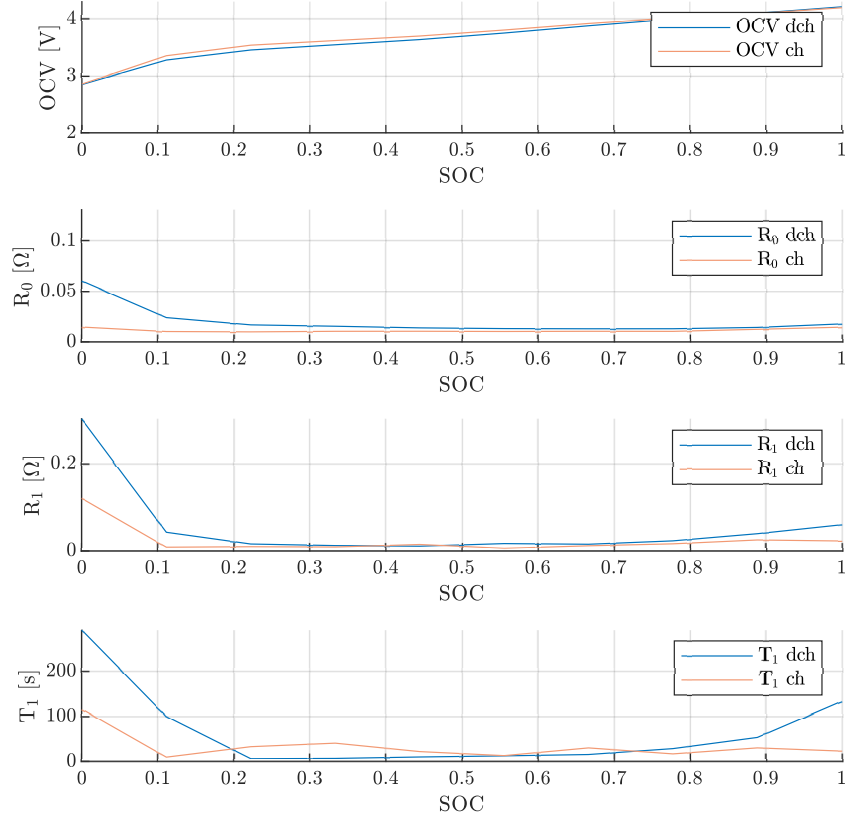 OCV [V]
4
3
2
OCV dch
OCV ch
0 0.1 0.2 0.3 0.4 0.5 0.6 0.7 0.8 0.9 1
SOC
R₀ [Ω]
0.1
0.05
0
R₀ dch
R₀ ch
0 0.1 0.2 0.3 0.4 0.5 0.6 0.7 0.8 0.9 1
SOC
R₁ [Ω]
0.2
0
R₁ dch
R₁ ch
0 0.1 0.2 0.3 0.4 0.5 0.6 0.7 0.8 0.9 1
SOC
T₁ [s]
200
100
0
T₁ dch
T₁ ch
0 0.1 0.2 0.3 0.4 0.5 0.6 0.7 0.8 0.9 1
SOC